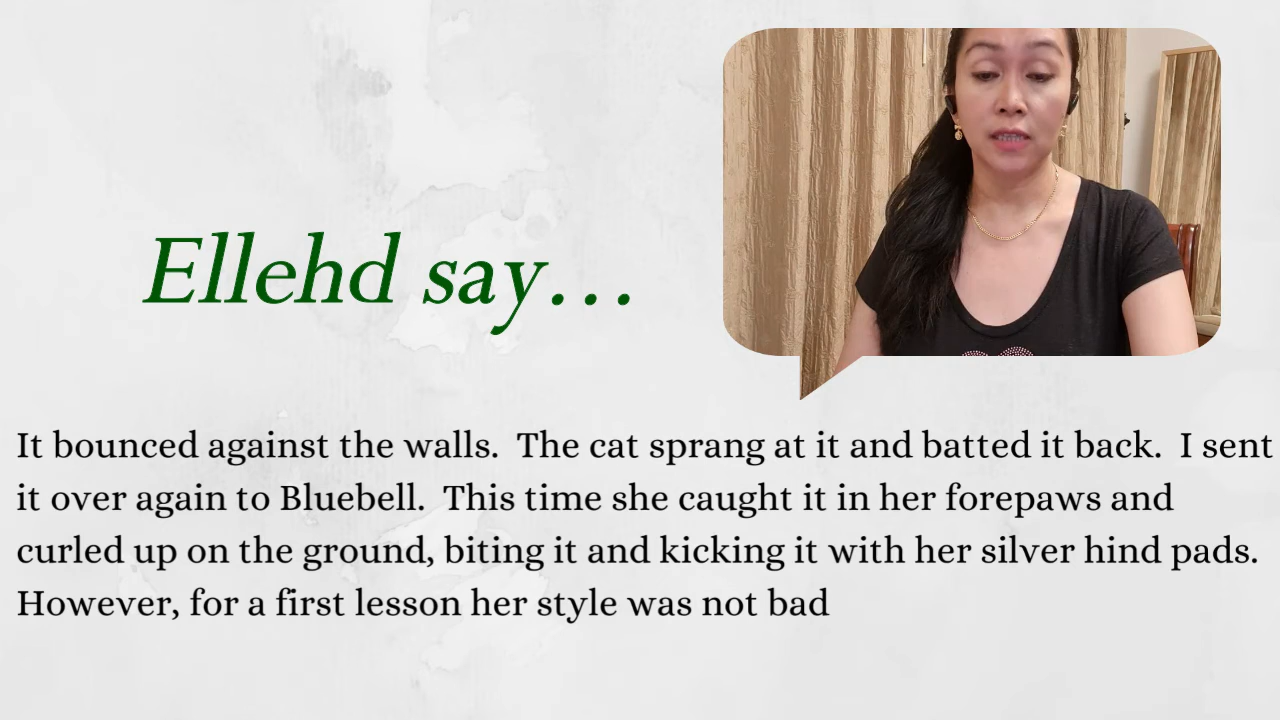 Ellehd say...
It bounced against the walls.  The cat sprang at it and batted it back.  I sent
it over again to Bluebell.  This time she caught it in her forepaws and
curled up on the ground, biting it and kicking it with her silver hind pads.
However, for a first lesson her style was not bad